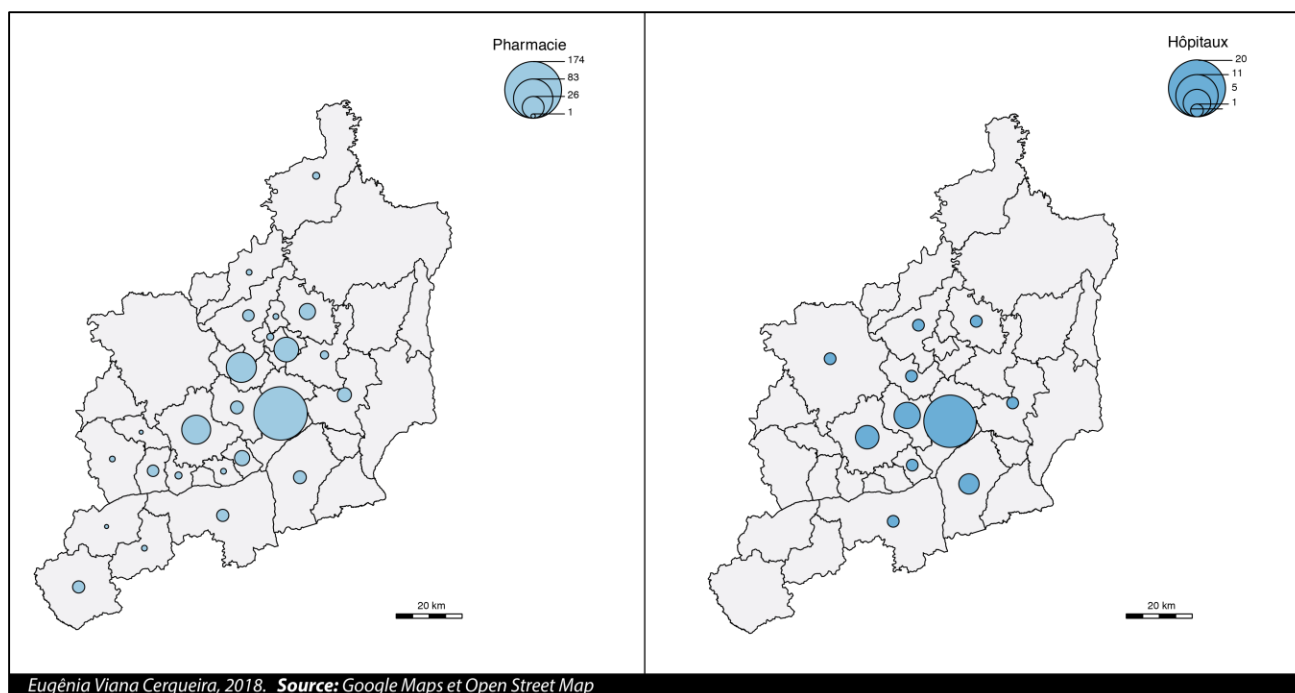 Pharmacie
174
83
26
1
20 km
Hôpitaux
20
11
5
1
20 km
Eugênia Viana Cerqueira, 2018. Source: Google Maps et Open Street Map